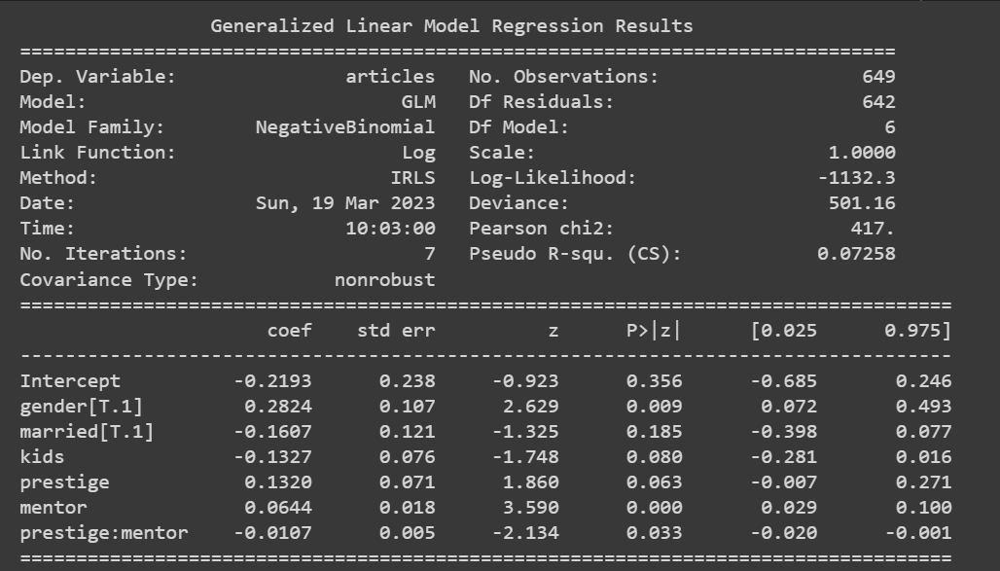 Generalized Linear Model Regression Results
==============================================================================
Dep. Variable:               articles   No. Observations:                  649
Model:                            GLM   Df Residuals:                      642
Model Family:        NegativeBinomial   Df Model:                            6
Link Function:                    Log   Scale:                          1.0000
Method:                          IRLS   Log-Likelihood:                -1132.3
Date:                Sun, 19 Mar 2023   Deviance:                       501.16
Time:                        10:03:00   Pearson chi2:                     417.
No. Iterations:                     7   Pseudo R-squ. (CS):            0.07258
Covariance Type:            nonrobust
===================================================================================
                      coef    std err          z      P>|z|      [0.025      0.975]
-----------------------------------------------------------------------------------
Intercept          -0.2193      0.238     -0.923      0.356      -0.685       0.246
gender[T.1]         0.2824      0.107      2.629      0.009       0.072       0.493
married[T.1]       -0.1607      0.121     -1.325      0.185      -0.398       0.077
kids               -0.1327      0.076     -1.748      0.080      -0.281       0.016
prestige            0.1320      0.071      1.860      0.063      -0.007       0.271
mentor              0.0644      0.018      3.590      0.000       0.029       0.100
prestige:mentor    -0.0107      0.005     -2.134      0.033      -0.020      -0.001
===================================================================================